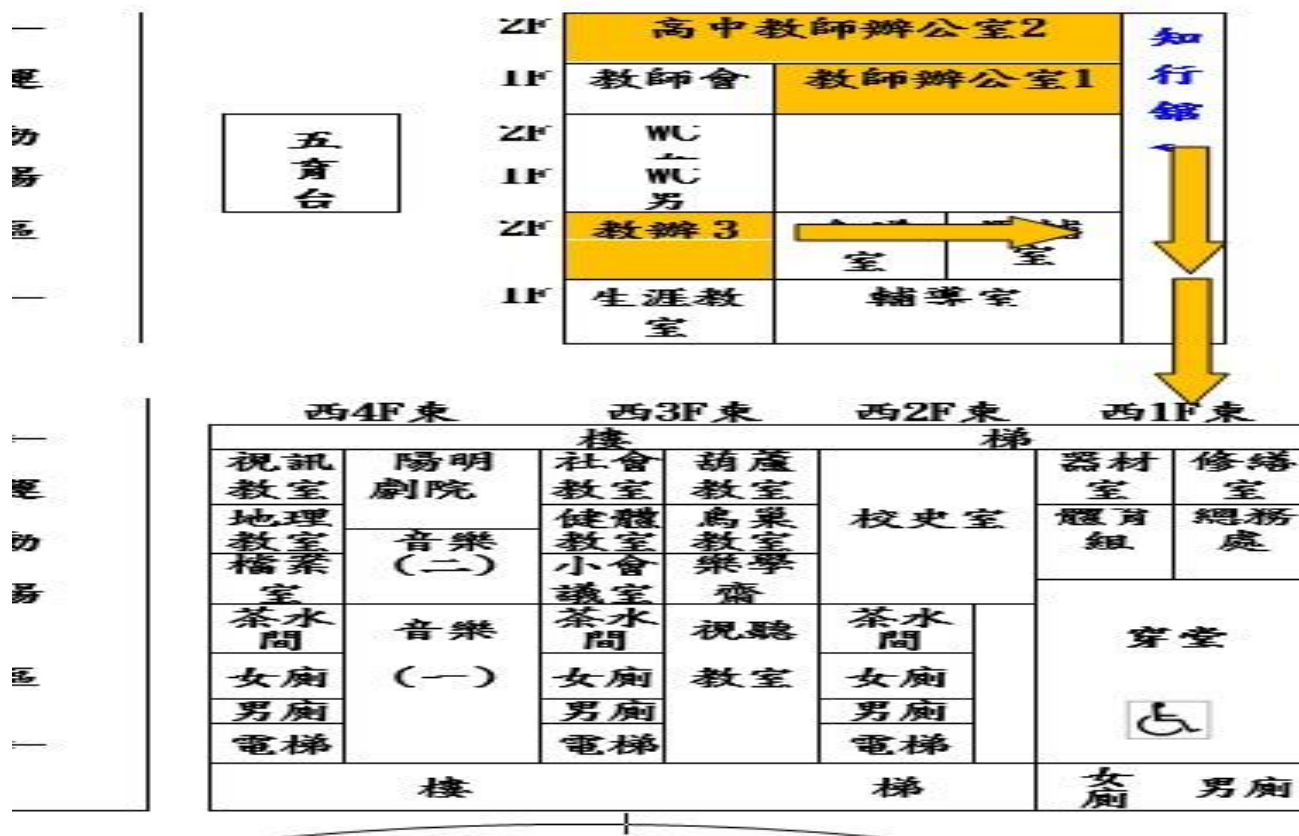 2F 高中教師辦公室2
1F 教師會 教師辦公室1
知行館
五育台
2F WC
1F WC 男
2F 教辦3
室 室
1F 生涯教室 輔導室
西4F東 西3F東 西2F東 西1F東
樓 梯
視訊教室 陽明劇院 社會教室 葫蘆教室 校史室 器材室 修繕室
地理教室 音樂(二) 健體教室 鳥巢教室 體育組 總務處
檔案室 小會議室 樂學齋
茶水間 音樂(一) 茶水間 視聽教室 茶水間 穿堂
女廁 女廁 女廁
男廁 男廁 男廁
電梯 電梯 電梯
樓 梯 女廁 男廁